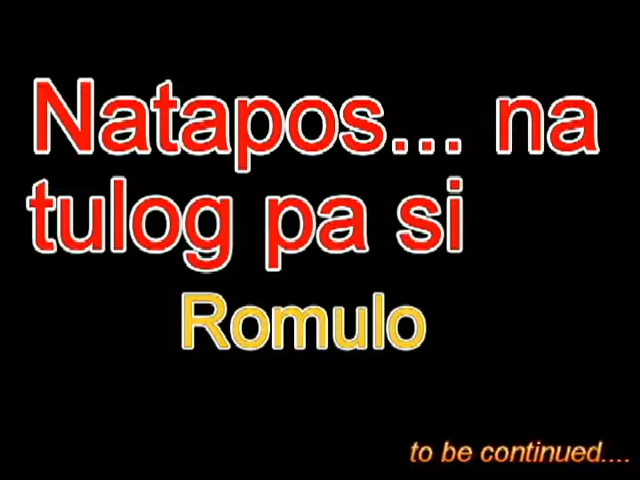 Natapos... na
tulog pa si
Romulo
to be continued....